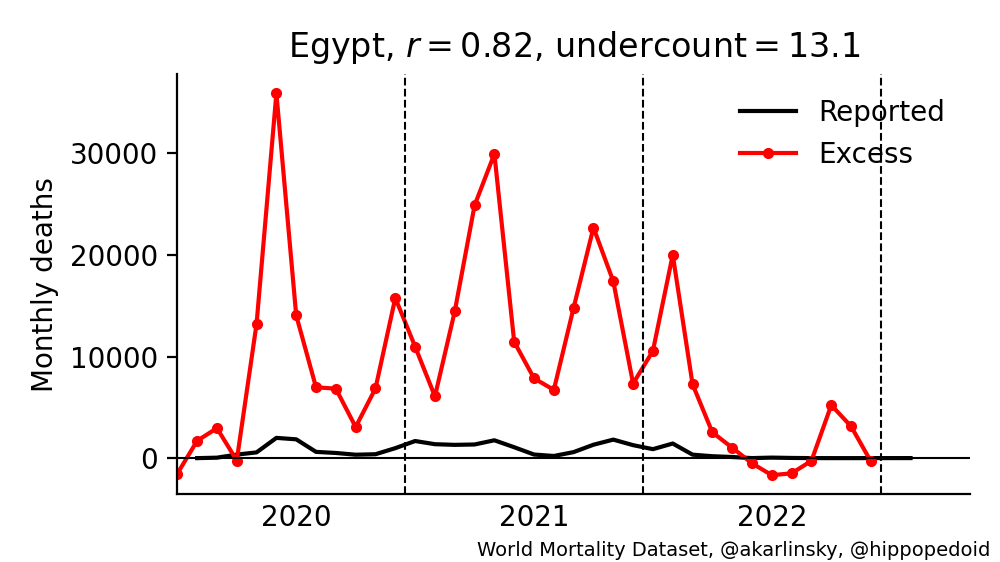 Egypt, r = 0.82, undercount = 13.1
Reported
Excess
Monthly deaths
30000
20000
10000
0
2020 2021 2022
World Mortality Dataset, @akarlinsky, @hippopedoid